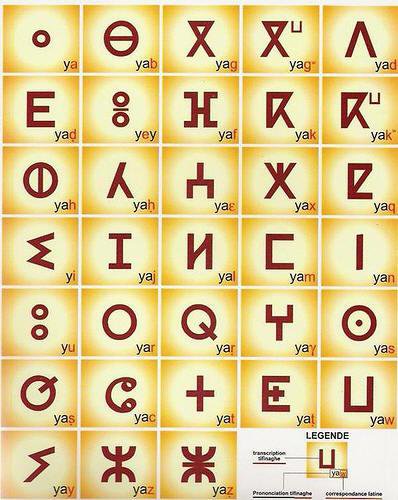 ⴰ ⴱ ⴳ ⴳⵯ ⴷ
ya yab yag yagʷ yad
ⴹ ⴻ ⴼ ⴽ ⴽⵯ
yaḍ yey yaf yak yakʷ
ⵀ ⵃ ⵄ ⵅ ⵇ
yah yaḥ yaɛ yax yaq
ⵉ ⵊ ⵍ ⵎ ⵏ
yi yaj yal yam yan
ⵓ ⵔ ⵕ ⵖ ⵙ
yu yar yaṛ yaɣ yas
ⵚ ⵛ ⵜ ⵟ ⵡ
yaṣ yac yat yaṭ yaw
ⵢ ⵣ ⵥ
yay yaz yaẓ
LEGENDE
transcription
tifinaghe
ⵡ
yaw
Prononciation tifinaghe correspondance latine